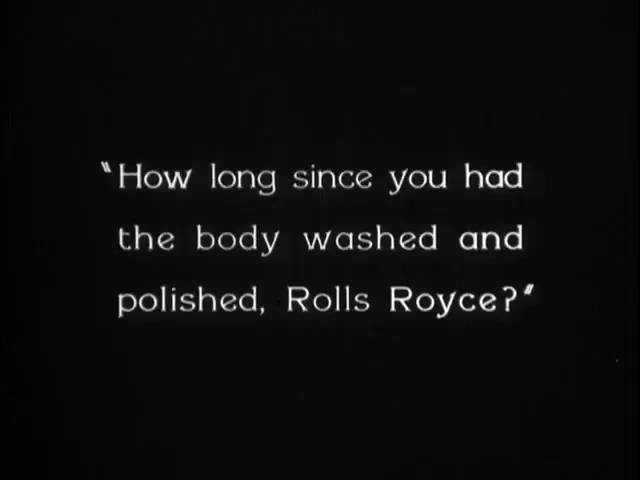 "How long since you had
the body washed and
polished, Rolls Royce?"